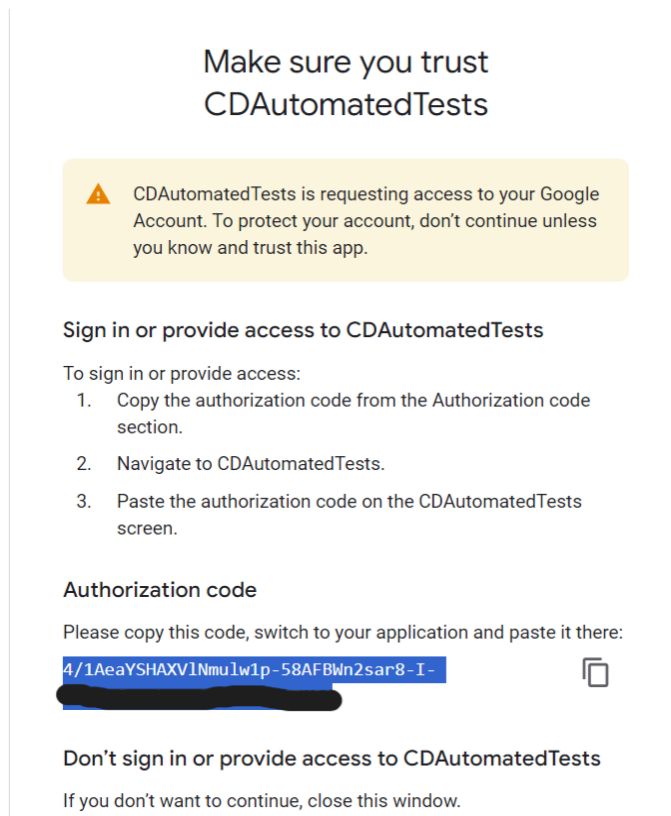 Make sure you trust
CDAutomatedTests
CDAutomatedTests is requesting access to your Google
Account. To protect your account, don’t continue unless
you know and trust this app.
Sign in or provide access to CDAutomatedTests
To sign in or provide access:
1. Copy the authorization code from the Authorization code
section.
2. Navigate to CDAutomatedTests.
3. Paste the authorization code on the CDAutomatedTests
screen.
Authorization code
Please copy this code, switch to your application and paste it there:
4/1AeaYSHAXVlNmulw1p-58AFBWn2sar8-I-
Don’t sign in or provide access to CDAutomatedTests
If you don’t want to continue, close this window.